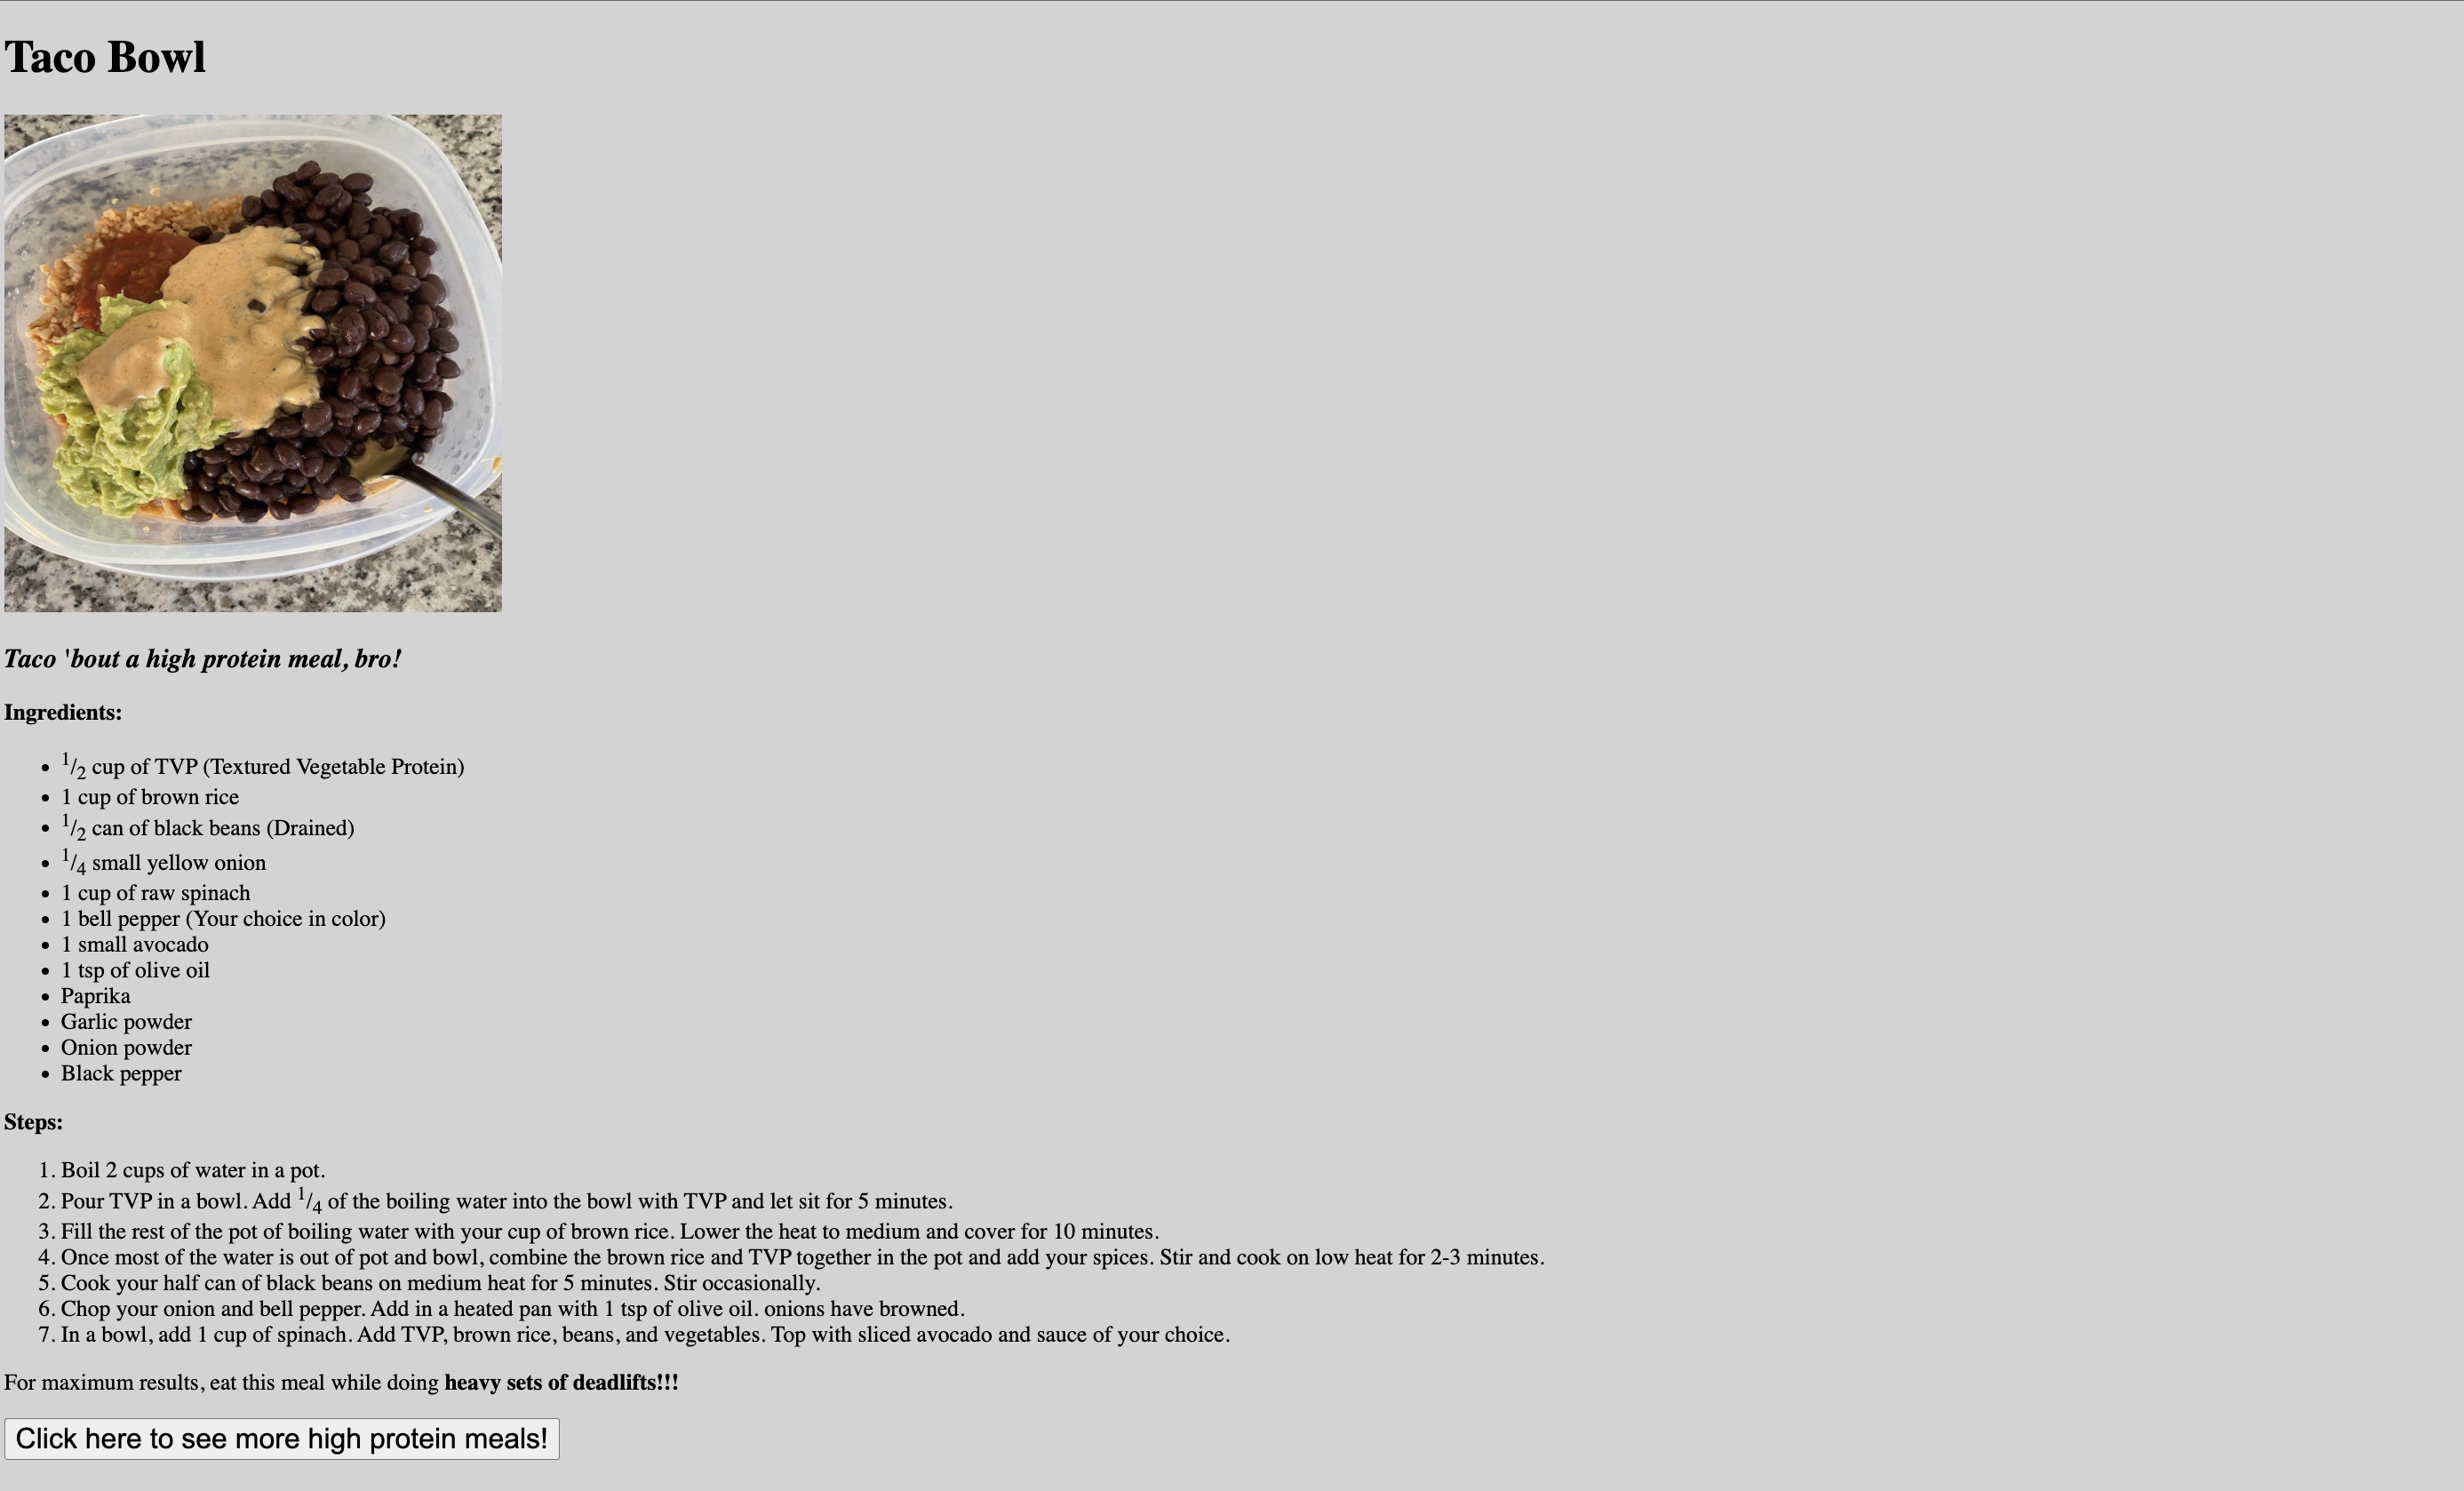 Taco Bowl
Taco 'bout a high protein meal, bro!
Ingredients:
• 1/2 cup of TVP (Textured Vegetable Protein)
• 1 cup of brown rice
• 1/2 can of black beans (Drained)
• 1/4 small yellow onion
• 1 cup of raw spinach
• 1 bell pepper (Your choice in color)
• 1 small avocado
• 1 tsp of olive oil
• Paprika
• Garlic powder
• Onion powder
• Black pepper
Steps:
1. Boil 2 cups of water in a pot.
2. Pour TVP in a bowl. Add 1/4 of the boiling water into the bowl with TVP and let sit for 5 minutes.
3. Fill the rest of the pot of boiling water with your cup of brown rice. Lower the heat to medium and cover for 10 minutes.
4. Once most of the water is out of pot and bowl, combine the brown rice and TVP together in the pot and add your spices. Stir and cook on low heat for 2-3 minutes.
5. Cook your half can of black beans on medium heat for 5 minutes. Stir occasionally.
6. Chop your onion and bell pepper. Add in a heated pan with 1 tsp of olive oil. onions have browned.
7. In a bowl, add 1 cup of spinach. Add TVP, brown rice, beans, and vegetables. Top with sliced avocado and sauce of your choice.
For maximum results, eat this meal while doing heavy sets of deadlifts!!!
Click here to see more high protein meals!